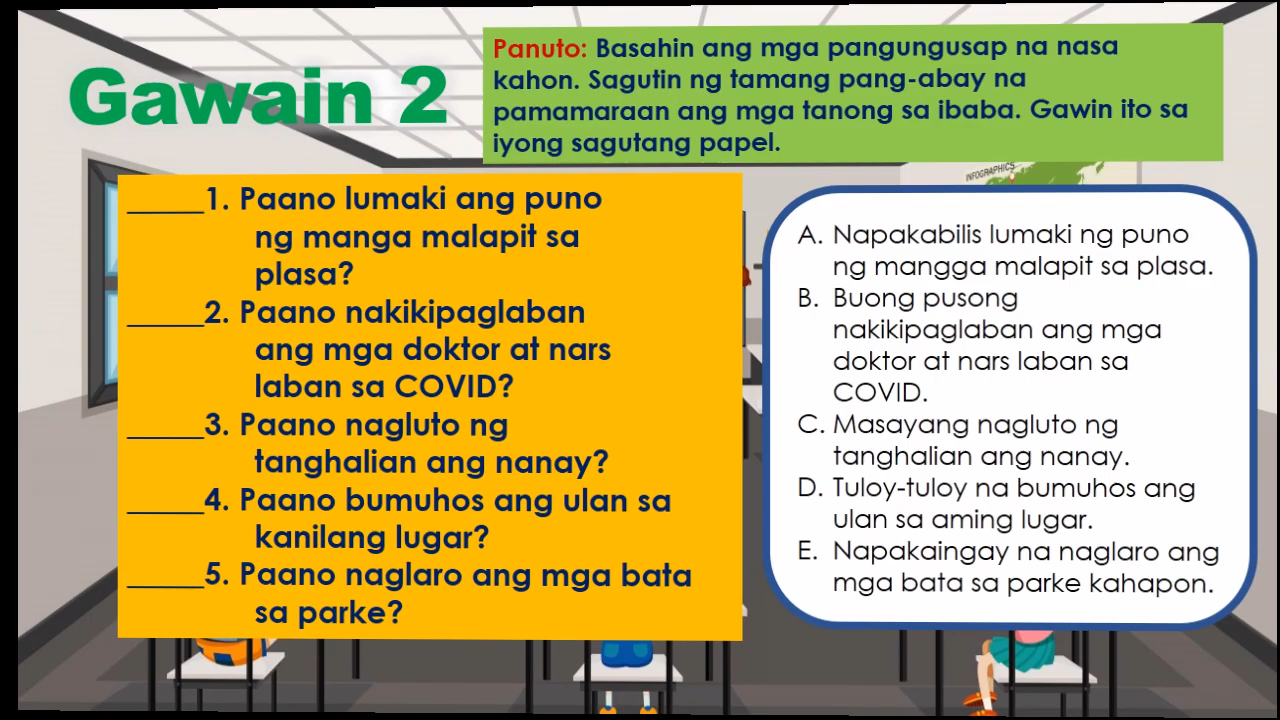 Gawain 2
Panuto: Basahin ang mga pangungusap na nasa
kahon. Sagutin ng tamang pang-abay na
pamamaraan ang mga tanong sa ibaba. Gawin ito sa
iyong sagutang papel.
INFOGRAPHICS
_____1. Paano lumaki ang puno
ng manga malapit sa
plasa?
_____2. Paano nakikipaglaban
ang mga doktor at nars
laban sa COVID?
_____3. Paano nagluto ng
tanghalian ang nanay?
_____4. Paano bumuhos ang ulan sa
kanilang lugar?
_____5. Paano naglaro ang mga bata
sa parke?
A. Napakabilis lumaki ng puno
ng mangga malapit sa plasa.
B. Buong pusong
nakikipaglaban ang mga
doktor at nars laban sa
COVID.
C. Masayang nagluto ng
tanghalian ang nanay.
D. Tuloy-tuloy na bumuhos ang
ulan sa aming lugar.
E. Napakaingay na naglaro ang
mga bata sa parke kahapon.